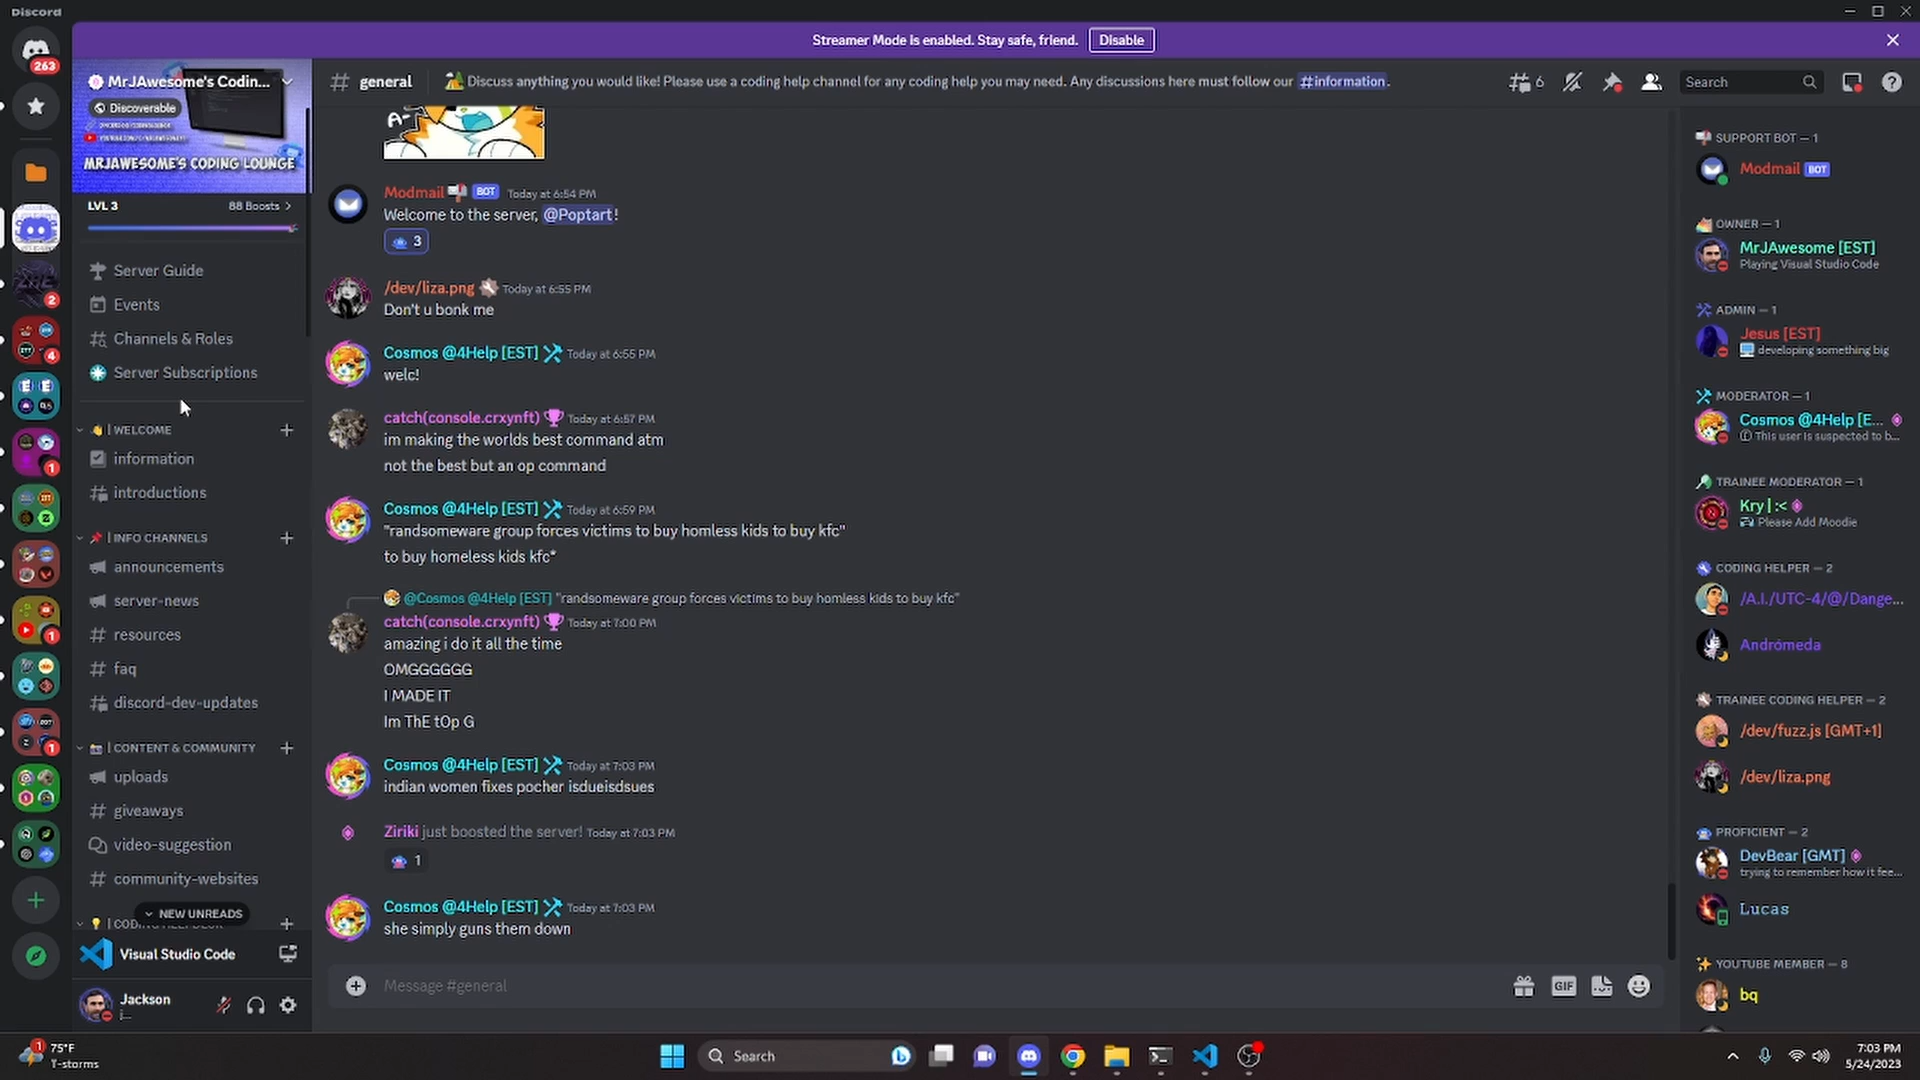 Discord
Streamer Mode is enabled. Stay safe, friend.
Disable
263
MrJAwesome's Codin...
Discoverable
MRJAWESOME'S CODING LOUNGE
LVL 3
88 Boosts
Server Guide
Events
Channels & Roles
Server Subscriptions
WELCOME
information
introductions
INFO CHANNELS
announcements
server-news
resources
faq
discord-dev-updates
CONTENT & COMMUNITY
uploads
giveaways
video-suggestion
community-websites
NEW UNREADS
Visual Studio Code
Jackson
2
4
1
1
1
general
Discuss anything you would like! Please use a coding help channel for any coding help you may need. Any discussions here must follow our #information.
6
Search
A-
Modmail BOT Today at 6:54 PM
Welcome to the server, @Poptart!
3
/dev/liza.png Today at 6:55 PM
Don't u bonk me
Cosmos @4Help [EST] Today at 6:55 PM
welc!
catch(console.crxynft) Today at 6:57 PM
im making the worlds best command atm
not the best but an op command
Cosmos @4Help [EST] Today at 6:59 PM
"randsomeware group forces victims to buy homless kids to buy kfc"
to buy homeless kids kfc*
@Cosmos @4Help [EST] "randsomeware group forces victims to buy homless kids to buy kfc"
catch(console.crxynft) Today at 7:00 PM
amazing i do it all the time
OMGGGGGG
I MADE IT
Im ThE tOp G
Cosmos @4Help [EST] Today at 7:03 PM
indian women fixes pocher isdueisdsues
Ziriki just boosted the server! Today at 7:03 PM
1
Cosmos @4Help [EST] Today at 7:03 PM
she simply guns them down
Message #general
GIF
SUPPORT BOT — 1
Modmail BOT
OWNER — 1
MrJAwesome [EST]
Playing Visual Studio Code
ADMIN — 1
Jesus [EST]
developing something big
MODERATOR — 1
Cosmos @4Help [E...
This user is suspected to b...
TRAINEE MODERATOR — 1
Kry | :<
Please Add Moodie
CODING HELPER — 2
/A.I./UTC-4/@/Dange...
Andrómeda
TRAINEE CODING HELPER — 2
/dev/fuzz.js [GMT+1]
/dev/liza.png
PROFICIENT — 2
DevBear [GMT]
trying to remember how it fee...
Lucas
YOUTUBE MEMBER — 8
bq
1
75°F
T-storms
Search
7:03 PM
5/24/2023